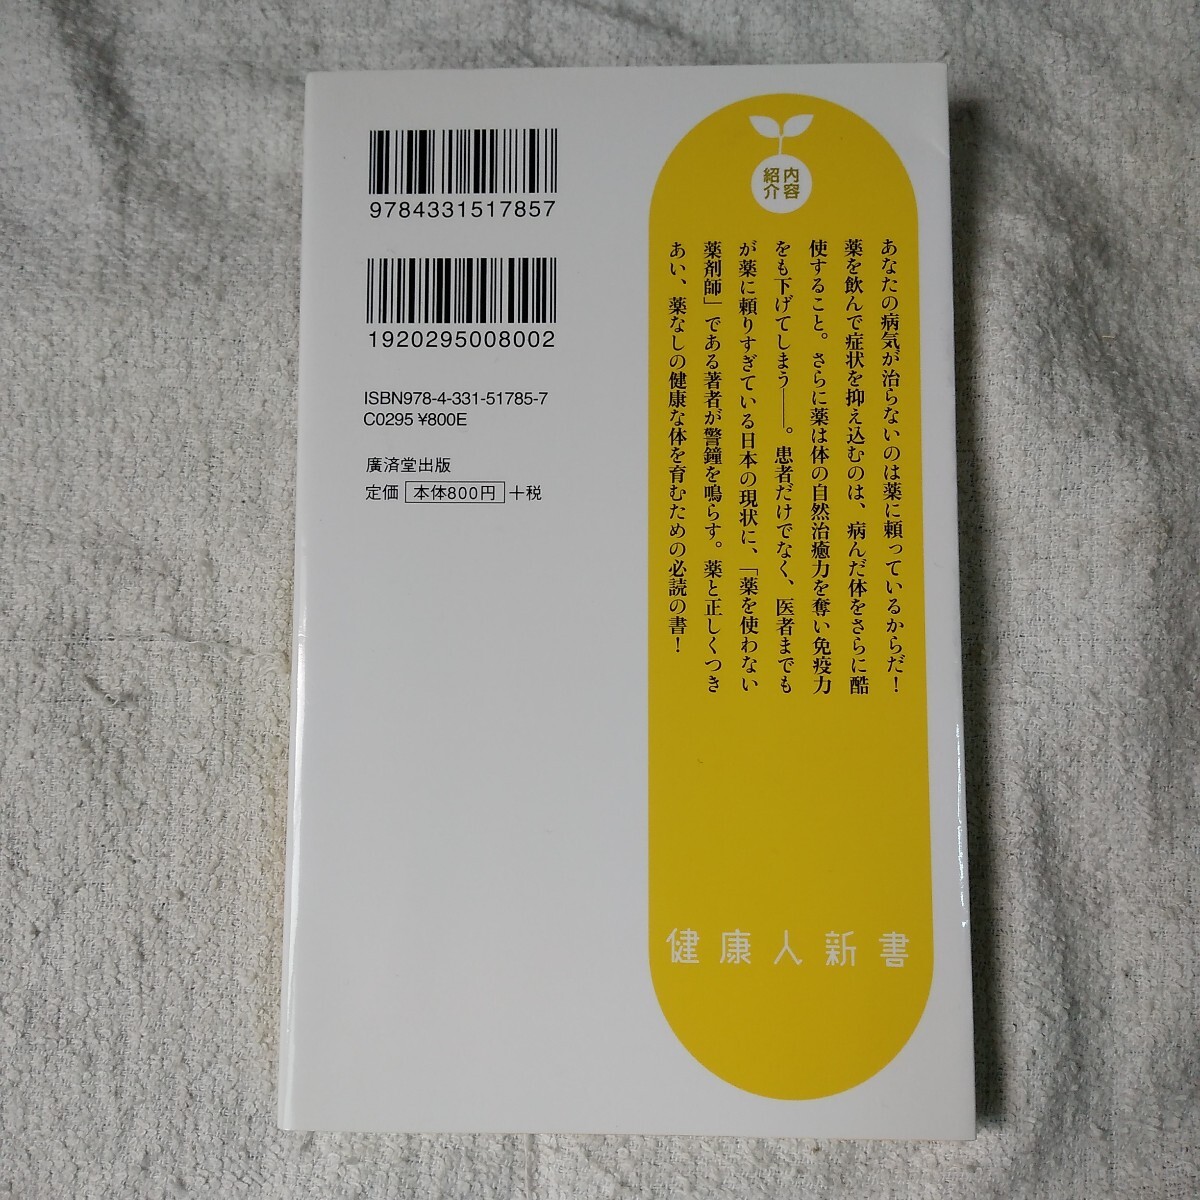 内容
紹介
あなたの病気が治らないのは薬に頼っているからだ！
薬を飲んで症状を抑え込むのは、病んだ体をさらに酷
使すること。さらに薬は体の自然治癒力を奪い免疫力
をも下げてしまう――。患者だけでなく、医者までも
が薬に頼りすぎている日本の現状に、「薬を使わない
薬剤師」である著者が警鐘を鳴らす。薬と正しくつき
あい、薬なしの健康な体を育むための必読の書！
9784331517857
1920295008002
ISBN978-4-331-51785-7
C0295 ¥800E
廣済堂出版
定価 本体800円 +税
健康人新書